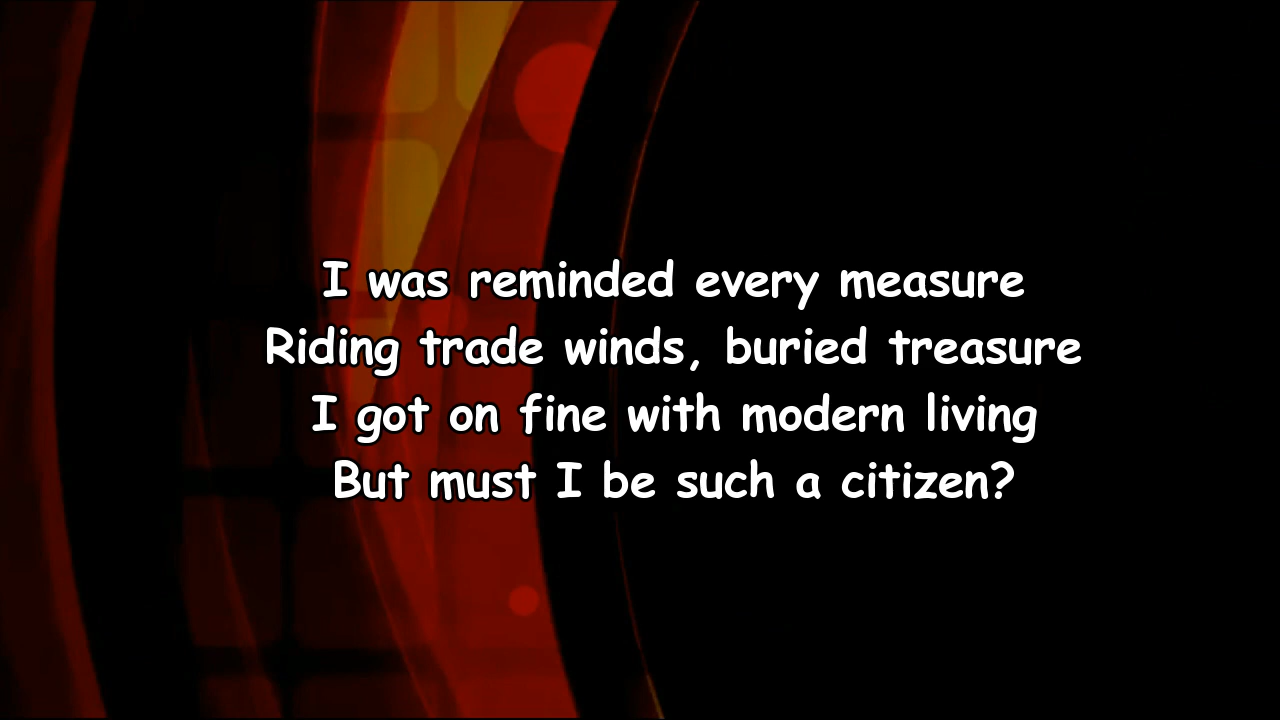 I was reminded every measure
Riding trade winds, buried treasure
I got on fine with modern living
But must I be such a citizen?